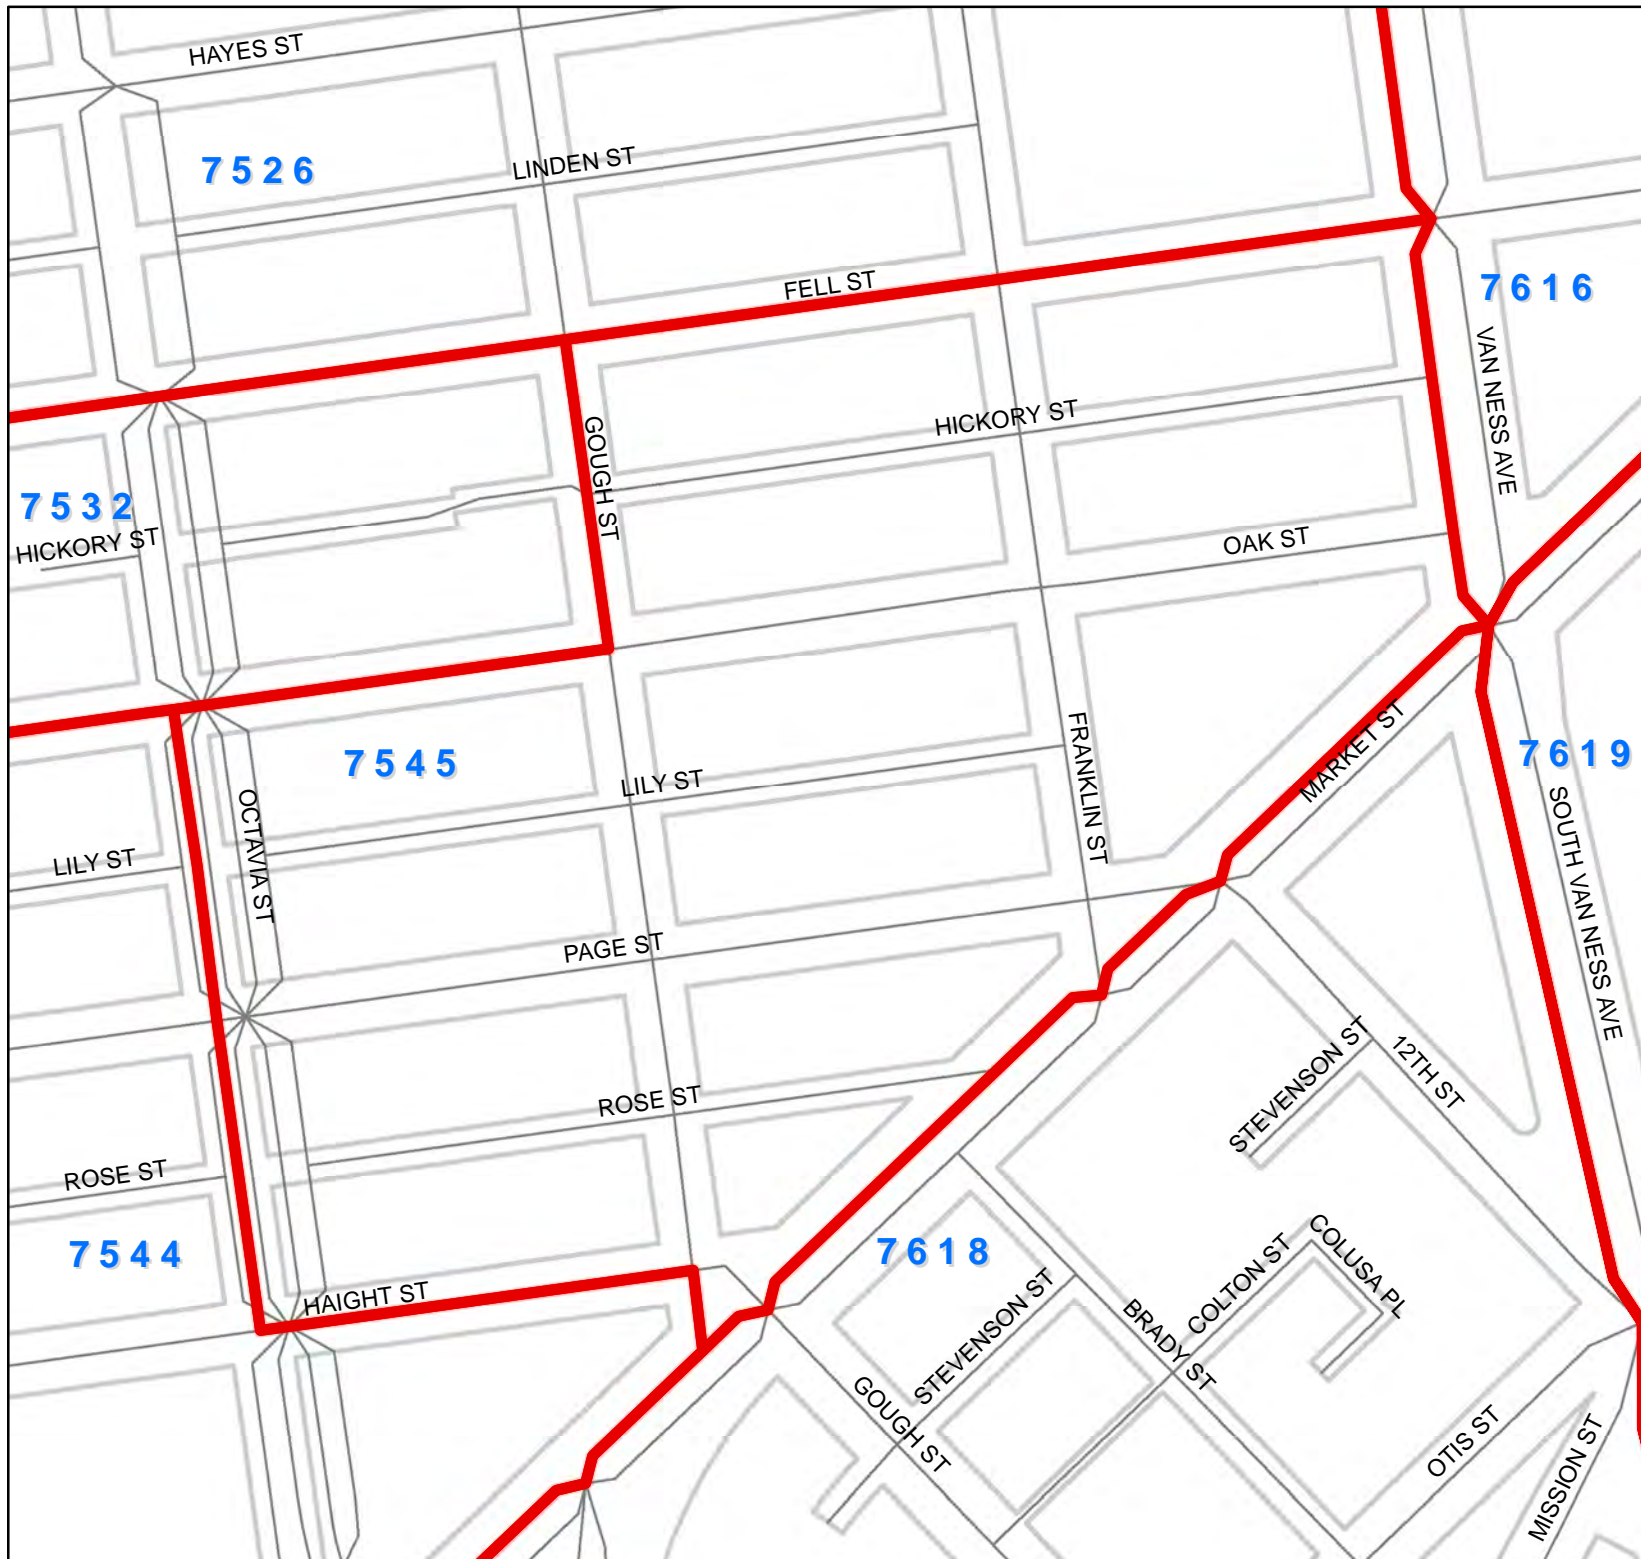 HAYES ST
7526
LINDEN ST
FELL ST
7616
VAN NESS AVE
GOUGH ST
HICKORY ST
7532
HICKORY ST
OAK ST
7545
LILY ST
FRANKLIN ST
MARKET ST
7619
SOUTH VAN NESS AVE
OCTAVIA ST
LILY ST
PAGE ST
STEVENSON ST
12TH ST
ROSE ST
ROSE ST
7544
HAIGHT ST
7618
STEVENSON ST
COLTON ST
COLUSA PL
BRADY ST
GOUGH ST
OTIS ST
MISSION ST